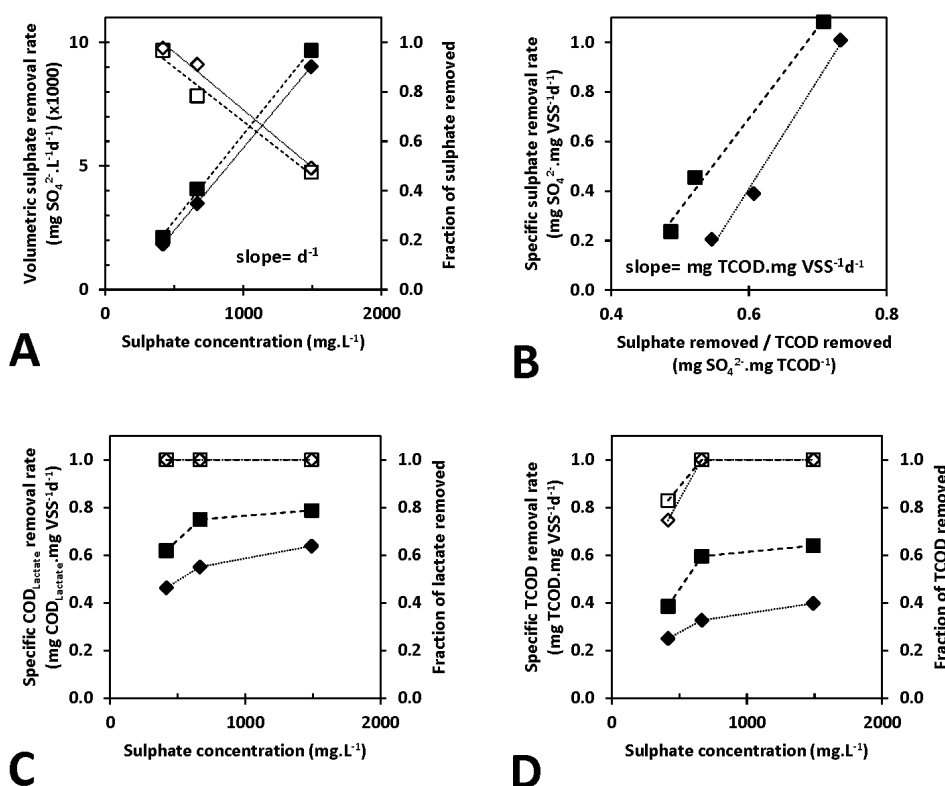 Volumetric sulphate removal rate
(mg SO₄²⁻.L⁻¹d⁻¹) (x1000)
10
5
0
1.0
0.8
0.6
0.4
0.2
0.0
Fraction of sulphate removed
slope= d⁻¹
0
1000
2000
Sulphate concentration (mg.L⁻¹)
A
Specific sulphate removal rate
(mg SO₄²⁻.mg VSS⁻¹d⁻¹)
1.0
0.8
0.6
0.4
0.2
0.0
slope= mg TCOD.mg VSS⁻¹d⁻¹
0.4
0.6
0.8
Sulphate removed / TCOD removed
(mg SO₄²⁻.mg TCOD⁻¹)
B
Specific COD_Lactate removal rate
(mg COD_Lactate.mg VSS⁻¹d⁻¹)
1.0
0.8
0.6
0.4
0.2
0.0
1.0
0.8
0.6
0.4
0.2
0.0
Fraction of lactate removed
0
1000
2000
Sulphate concentration (mg.L⁻¹)
C
Specific TCOD removal rate
(mg TCOD.mg VSS⁻¹d⁻¹)
1.0
0.8
0.6
0.4
0.2
0.0
1.0
0.8
0.6
0.4
0.2
0.0
Fraction of TCOD removed
0
1000
2000
Sulphate concentration (mg.L⁻¹)
D